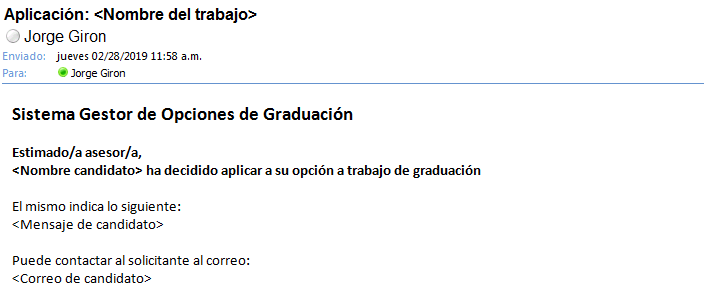 Aplicación: <Nombre del trabajo>
Jorge Giron
Enviado: jueves 02/28/2019 11:58 a.m.
Para: Jorge Giron
Sistema Gestor de Opciones de Graduación
Estimado/a asesor/a,
<Nombre candidato> ha decidido aplicar a su opción a trabajo de graduación
El mismo indica lo siguiente:
<Mensaje de candidato>
Puede contactar al solicitante al correo:
<Correo de candidato>